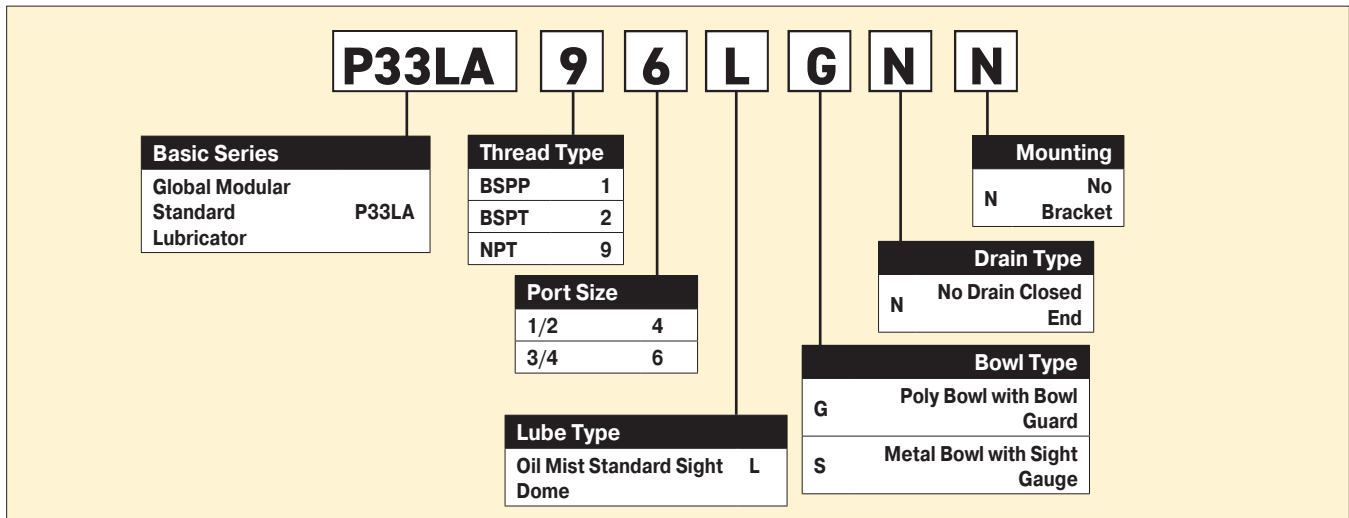 P33LA 9 6 L G N N
Basic Series
Global Modular
Standard P33LA
Lubricator
Thread Type
BSPP 1
BSPT 2
NPT 9
Port Size
1/2 4
3/4 6
Lube Type
Oil Mist Standard Sight L
Dome
Mounting
N No
Bracket
Drain Type
N No Drain Closed
End
Bowl Type
G Poly Bowl with Bowl
Guard
S Metal Bowl with Sight
Gauge